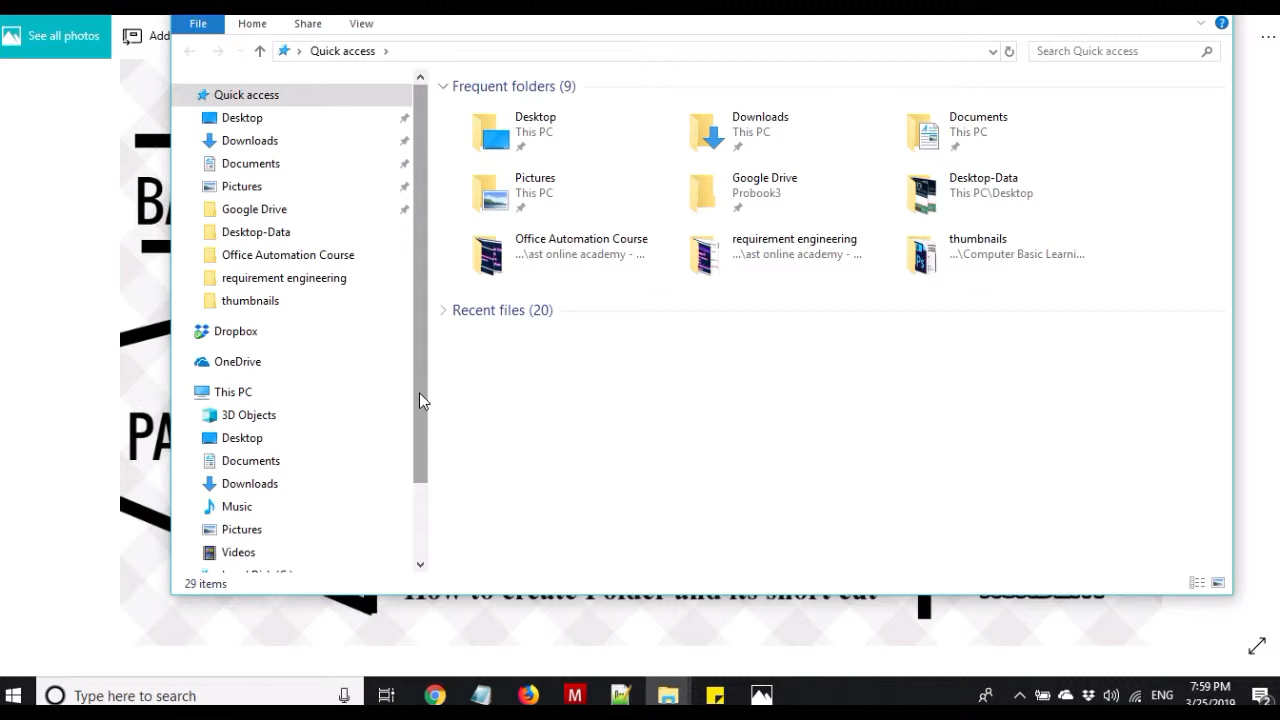 See all photos
Add
File
Home
Share
View
Quick access
Search Quick access
Quick access
Desktop
Downloads
Documents
Pictures
Google Drive
Desktop-Data
Office Automation Course
requirement engineering
thumbnails
Dropbox
OneDrive
This PC
3D Objects
Desktop
Documents
Downloads
Music
Pictures
Videos
Frequent folders (9)
Desktop
This PC
Downloads
This PC
Documents
This PC
Pictures
This PC
Google Drive
Probook3
Desktop-Data
This PC\Desktop
Office Automation Course
...\ast online academy - ...
requirement engineering
...\ast online academy - ...
thumbnails
...\Computer Basic Learni...
Recent files (20)
29 items
BA
PA
How to create Folder and its short cut
Type here to search
ENG
7:59 PM
3/25/2019